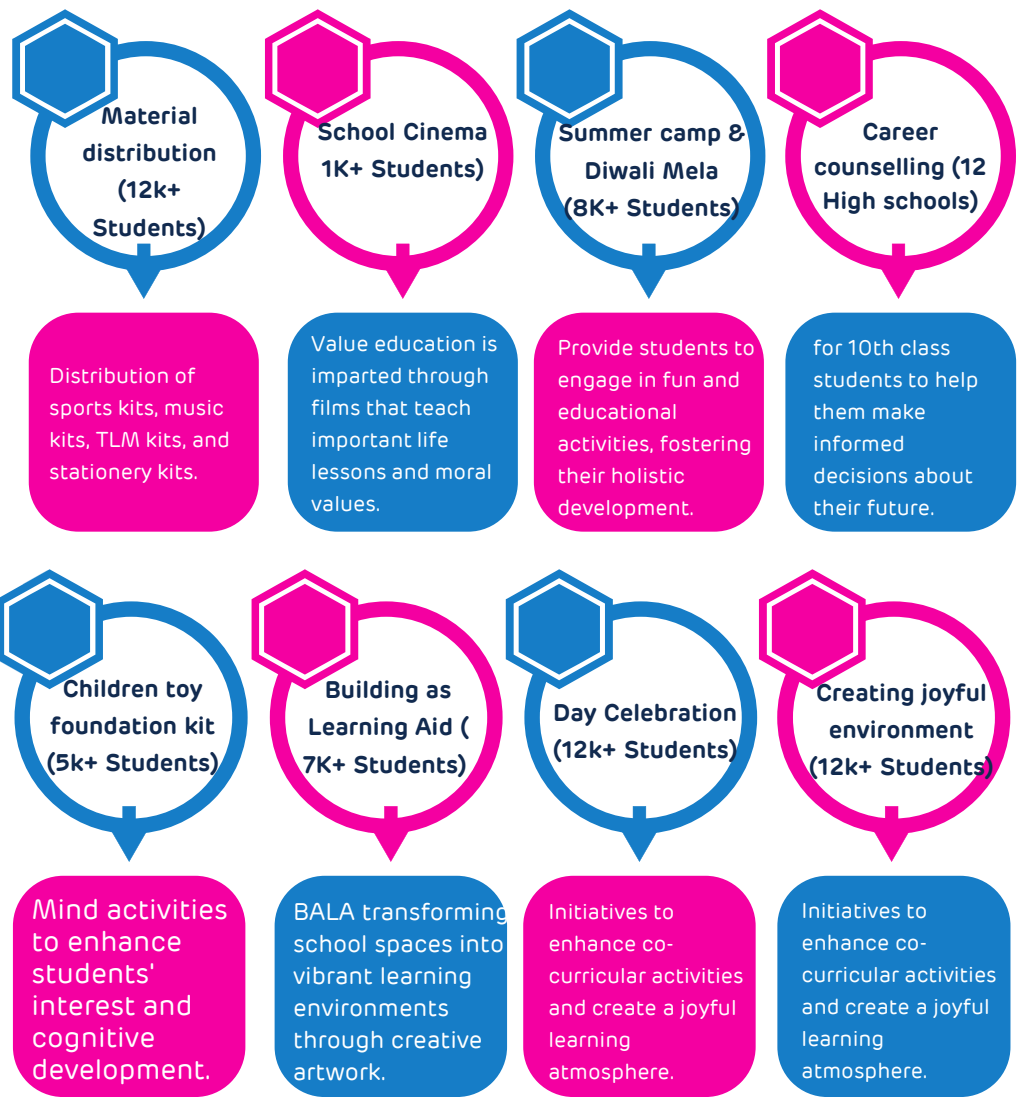 Material
distribution
(12k+
Students)
School Cinema
1K+ Students)
Summer camp &
Diwali Mela
(8K+ Students)
Career
counselling (12
High schools)
Distribution of
sports kits, music
kits, TLM kits, and
stationery kits.
Value education is
imparted through
films that teach
important life
lessons and moral
values.
Provide students to
engage in fun and
educational
activities, fostering
their holistic
development.
for 10th class
students to help
them make
informed
decisions about
their future.
Children toy
foundation kit
(5k+ Students)
Building as
Learning Aid (
7K+ Students)
Day Celebration
(12k+ Students)
Creating joyful
environment
(12k+ Students)
Mind activities
to enhance
students'
interest and
cognitive
development.
BALA transforming
school spaces into
vibrant learning
environments
through creative
artwork.
Initiatives to
enhance co-
curricular activities
and create a joyful
learning
atmosphere.
Initiatives to
enhance co-
curricular activities
and create a joyful
learning
atmosphere.